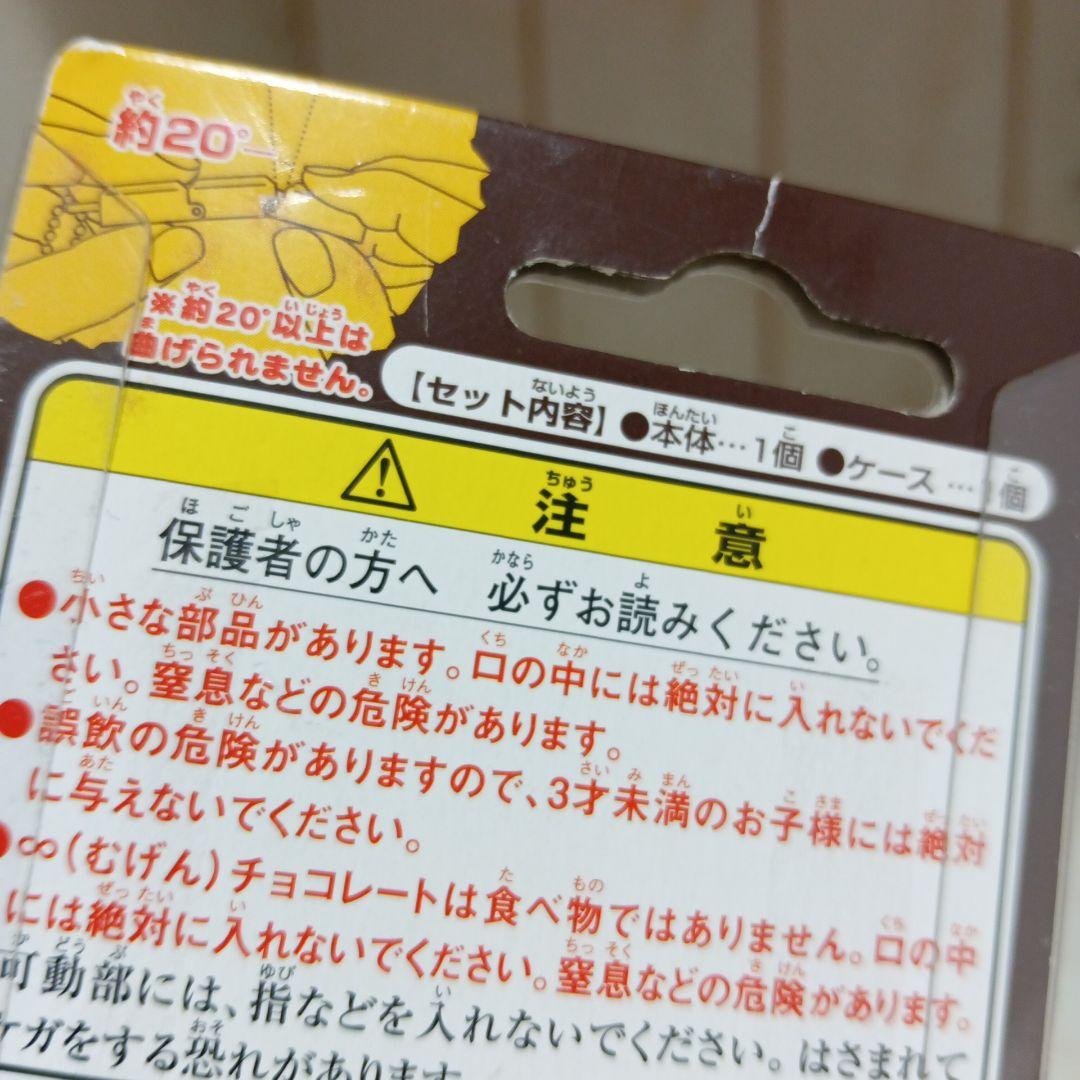 約20°
※約20°以上は
曲げられません。
【セット内容】●本体…1個 ●ケース…1個
注意
保護者の方へ 必ずお読みください。
●小さな部品があります。口の中には絶対に入れないでくだ
さい。窒息などの危険があります。
●誤飲の危険がありますので、3才未満のお子様には絶対
に与えないでください。
●∞(むげん)チョコレートは食べ物ではありません。口の中
には絶対に入れないでください。窒息などの危険があります。
可動部には、指などを入れないでください。はさまれて
ケガをする恐れがあります。